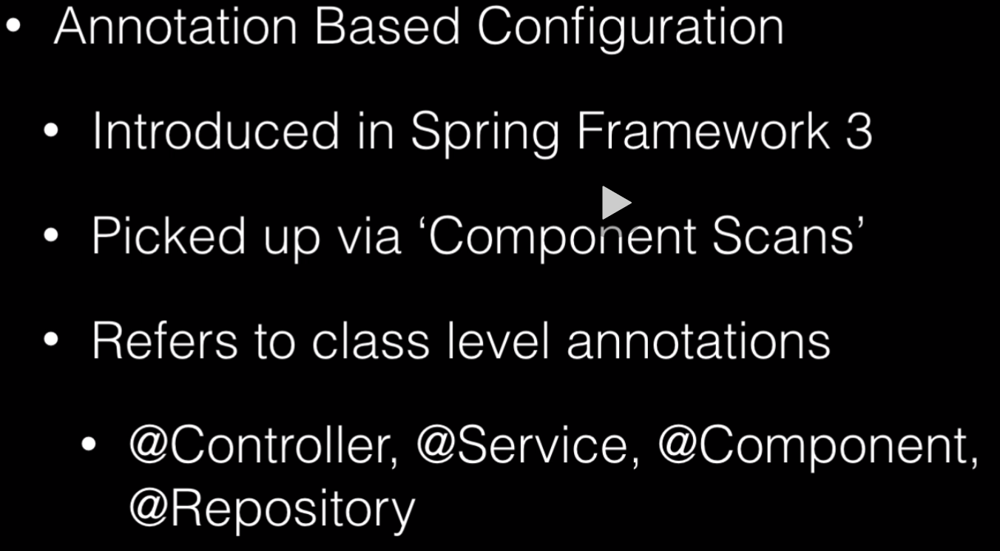 • Annotation Based Configuration
• Introduced in Spring Framework 3
• Picked up via ‘Component Scans’
• Refers to class level annotations
• @Controller, @Service, @Component,
@Repository